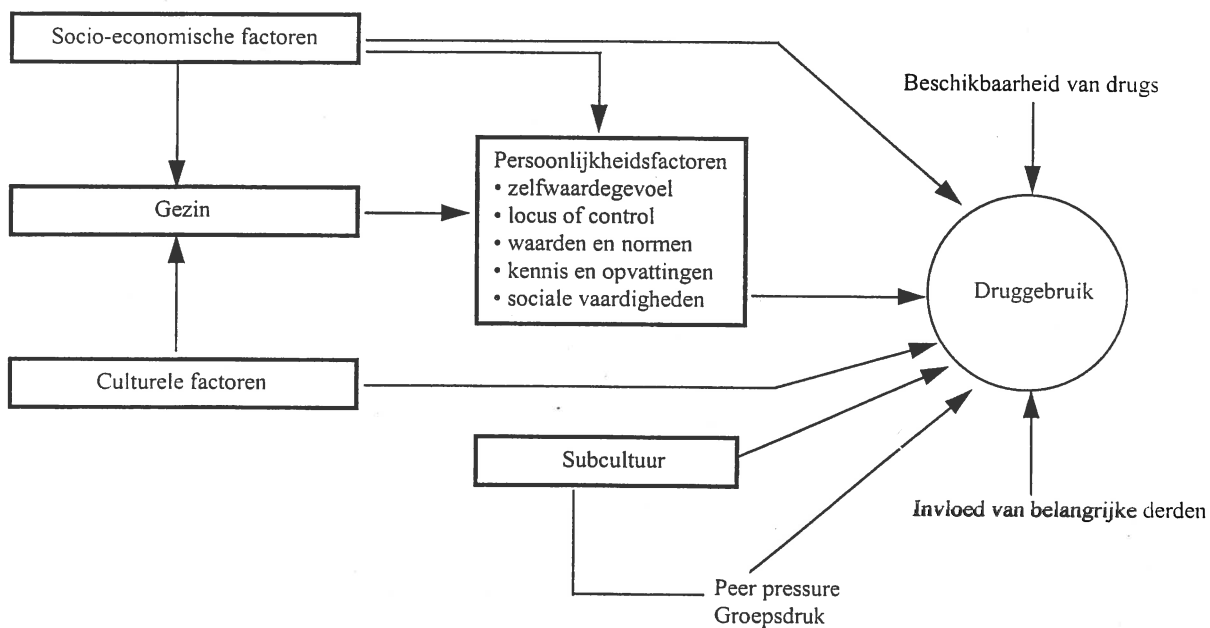 Socio-economische factoren
Beschikbaarheid van drugs
Persoonlijkheidsfactoren
• zelfwaardegevoel
• locus of control
• waarden en normen
• kennis en opvattingen
• sociale vaardigheden
Gezin
Druggebruik
Culturele factoren
Subcultuur
Invloed van belangrijke derden
Peer pressure
Groepsdruk